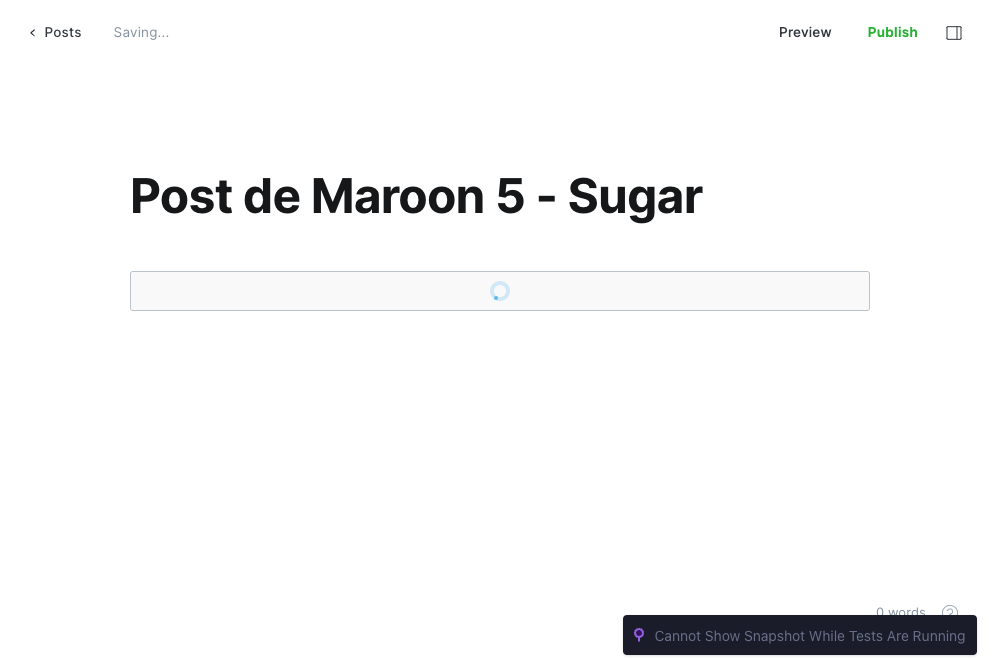 Posts
Saving...
Preview
Publish
Post de Maroon 5 - Sugar
0 words
?
Cannot Show Snapshot While Tests Are Running